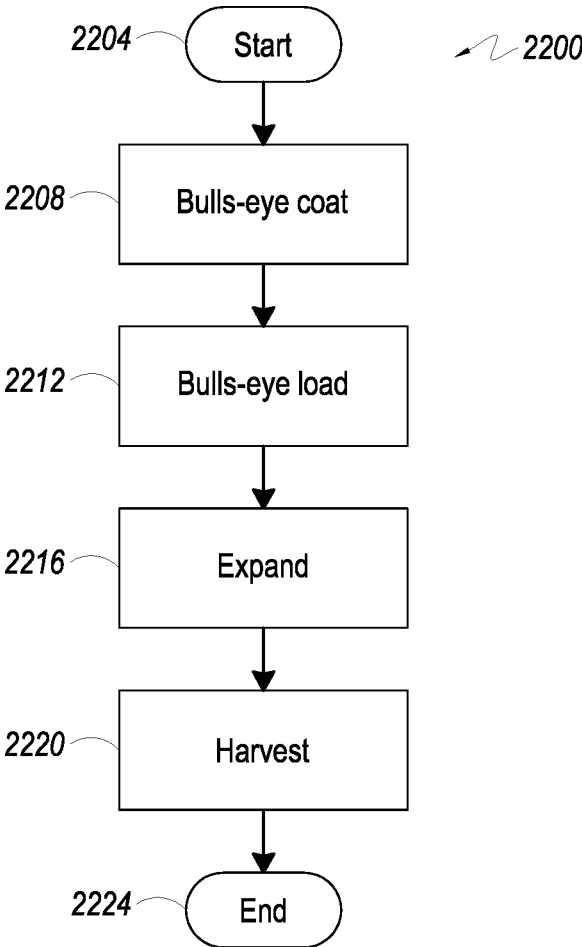 2204 Start
2200
2208 Bulls-eye coat
2212 Bulls-eye load
2216 Expand
2220 Harvest
2224 End